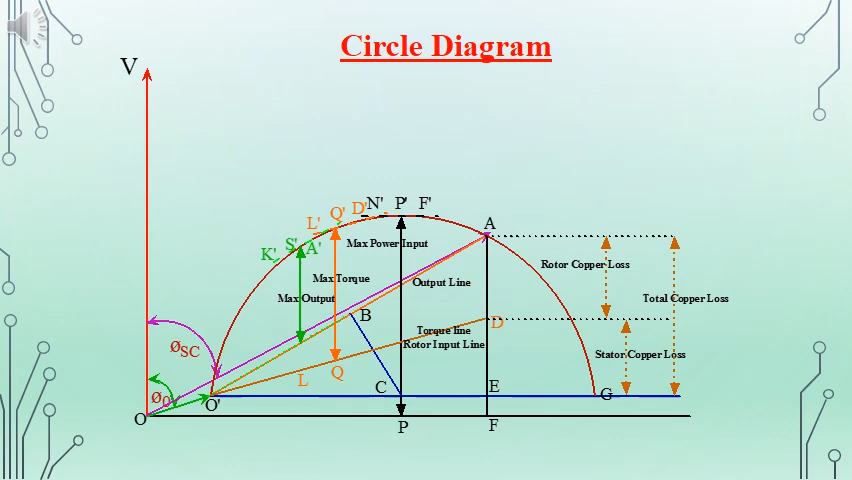 Circle Diagram
V
N' P' F'
Q' D'
L'
S' A'
K'
A
Max Power Input
Rotor Copper Loss
Max Torque
Output Line
Max Output
Total Copper Loss
B
D
Torque line
Rotor Input Line
Stator Copper Loss
øSC
L
Q
C
E
G
ø0
O'
O
P
F